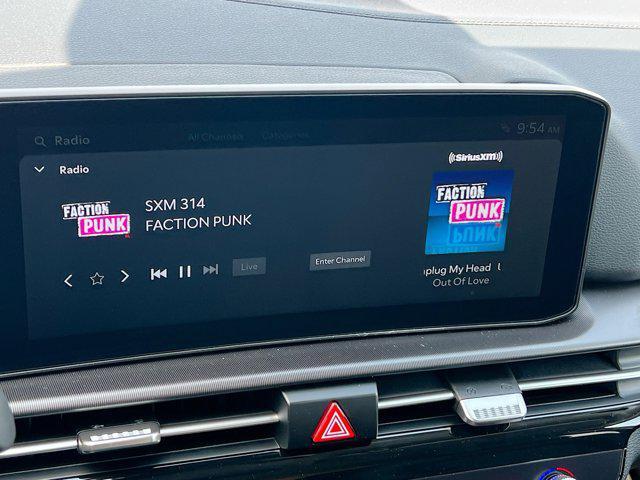 Radio
All Channels Categories
9:54 AM
Radio
((SiriusXM))
FACTION
PUNK
SXM 314
FACTION PUNK
FACTION
PUNK
PUNK
Live
Enter Channel
plug My Head
Out Of Love